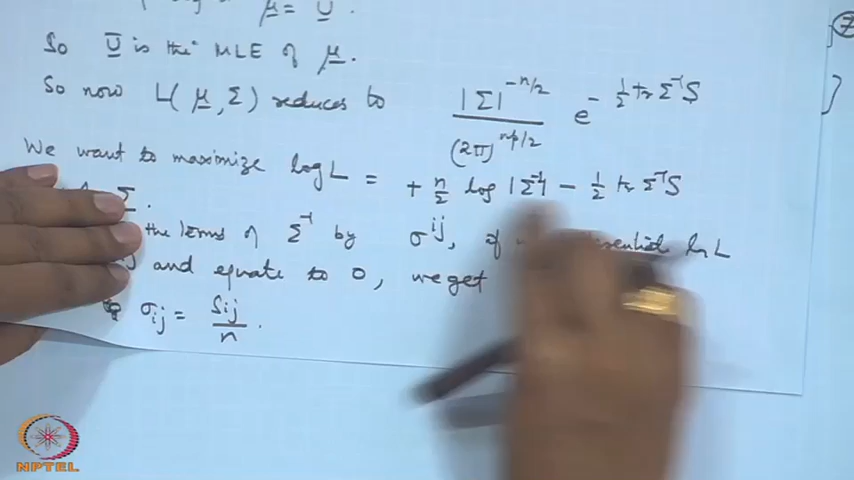 μ = U̅.
So U̅ is the MLE of μ.
So now L(μ, Σ) reduces to |Σ|^{-n/2} / (2π)^{np/2} e^{- 1/2 tr Σ^{-1} S}
We want to maximize log L = + n/2 log |Σ^{-1}| - 1/2 tr Σ^{-1} S
Σ.
the terms of Σ^{-1} by σ^{ij}, if ln L
and equate to 0, we get
σ_{ij} = S_{ij} / n.
NPTEL